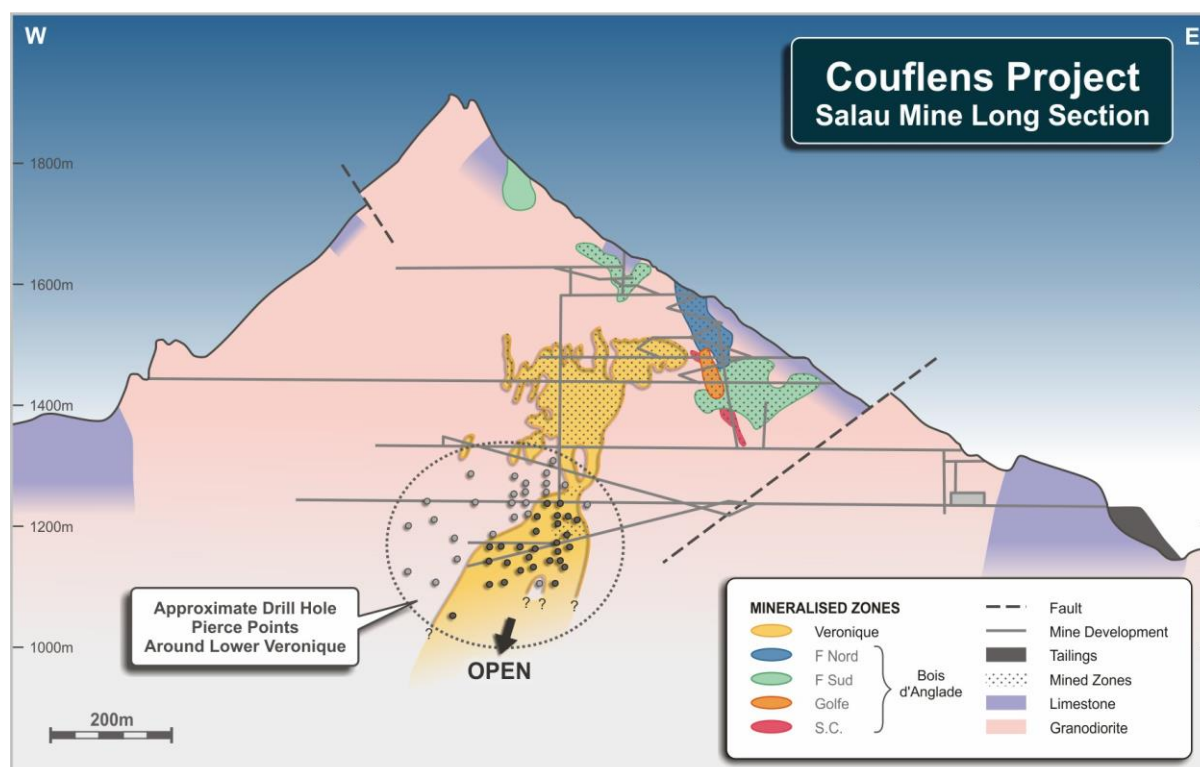 W
E
Couflens Project
Salau Mine Long Section
1800m
1600m
1400m
1200m
1000m
Approximate Drill Hole
Pierce Points
Around Lower Veronique
?
? ?
?
OPEN
200m
MINERALISED ZONES
Veronique
F Nord
F Sud
Golfe
S.C.
Bois
d'Anglade
Fault
Mine Development
Tailings
Mined Zones
Limestone
Granodiorite